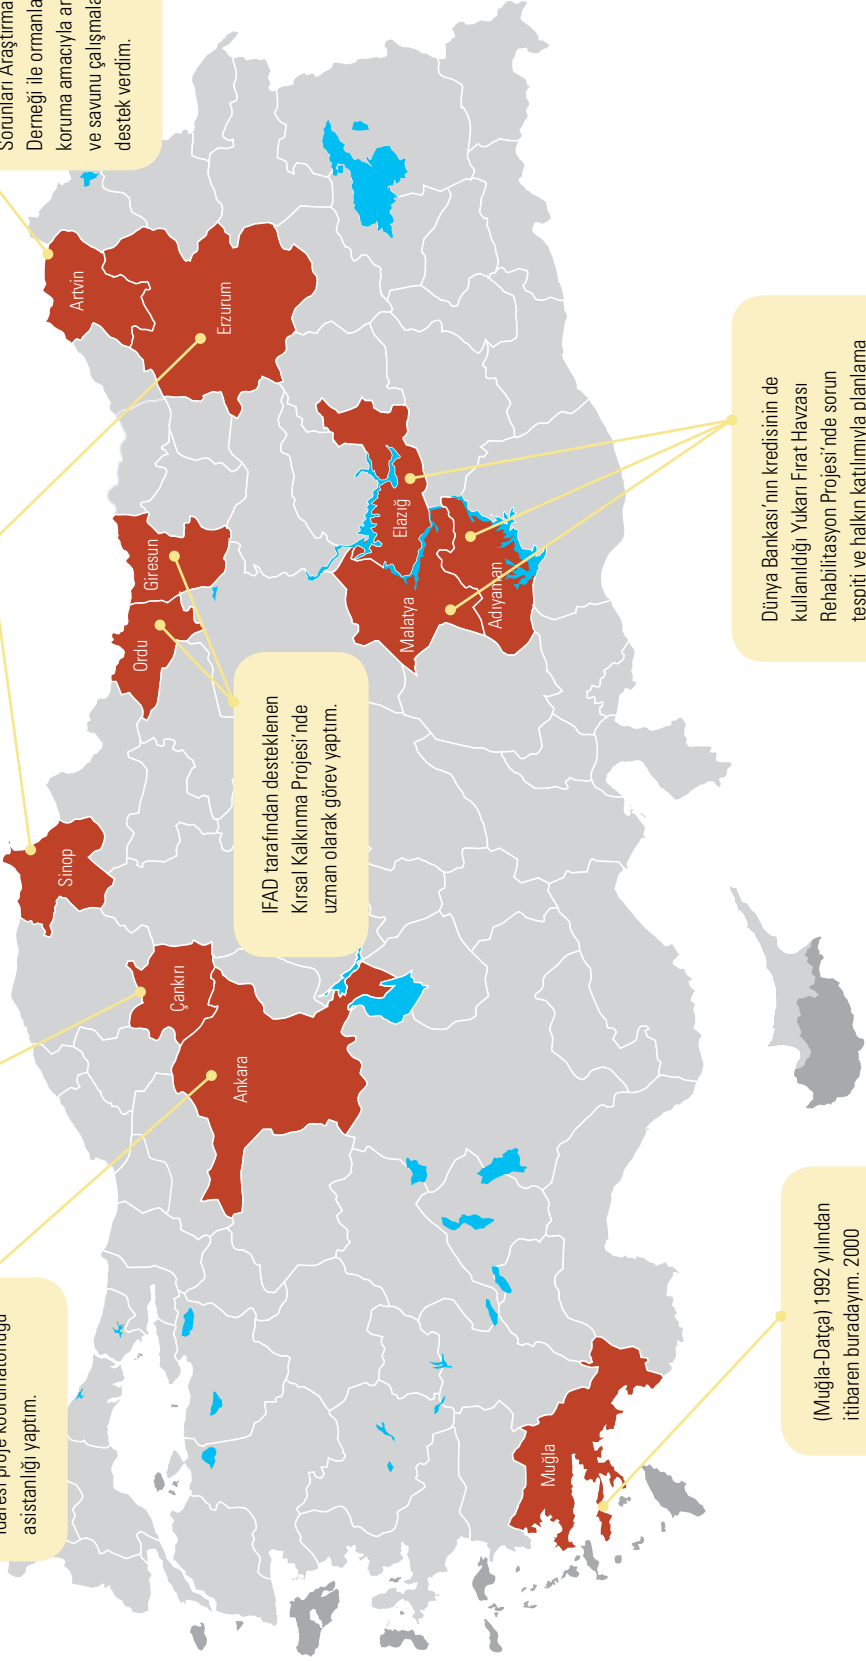 Sorunları Araştırma
Derneği ile ormanla
koruma amacıyla
ve savunu çalışmala
destek verdim.
Artvin
Erzurum
Giresun
Ordu
Sinop
Çankırı
Ankara
Elazığ
Malatya
Adıyaman
Muğla
IFAD tarafından desteklenen
Kırsal Kalkınma Projesi'nde
uzman olarak görev yaptım.
Dünya Bankası'nın kredisinin de
kullanıldığı Yukarı Fırat Havzası
Rehabilitasyon Projesi'nde sorun
tespiti ve halkın katılımıyla planlama
İdaresi proje koordinatörlüğü
asistanlığı yaptım.
(Muğla-Datça) 1992 yılından
itibaren buradayım. 2000